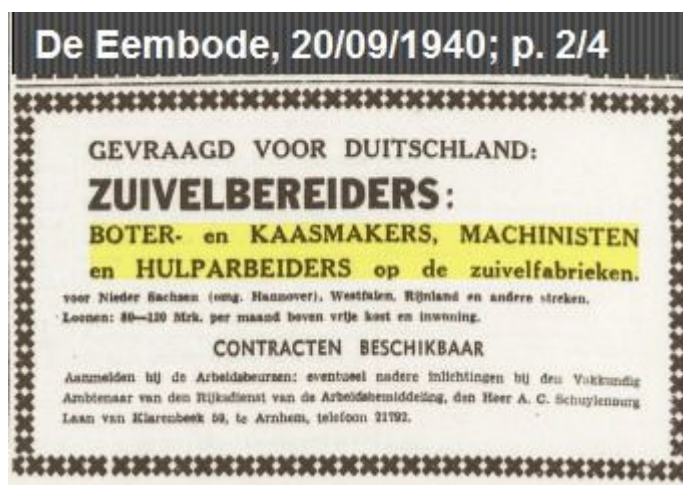 De Eembode, 20/09/1940; p. 2/4
GEVRAAGD VOOR DUITSCHLAND:
ZUIVELBEREIDERS:
BOTER- en KAASMAKERS, MACHINISTEN
en HULPARBEIDERS op de zuivelfabrieken.
voor Nieder Sachsen (omg. Hannover), Westfalen, Rijnland en andere streken.
Loonen: 80—120 Mrk. per maand boven vrije kost en inwoning.
CONTRACTEN BESCHIKBAAR
Aanmelden bij de Arbeidsbeurzen; eventueel nadere inlichtingen bij den Vakkundig
Ambtenaar van den Rijksdienst van de Arbeidsbemiddeling, den Heer A. C. Schuylenburg
Laan van Klarenbeek 59, te Arnhem, telefoon 21792.